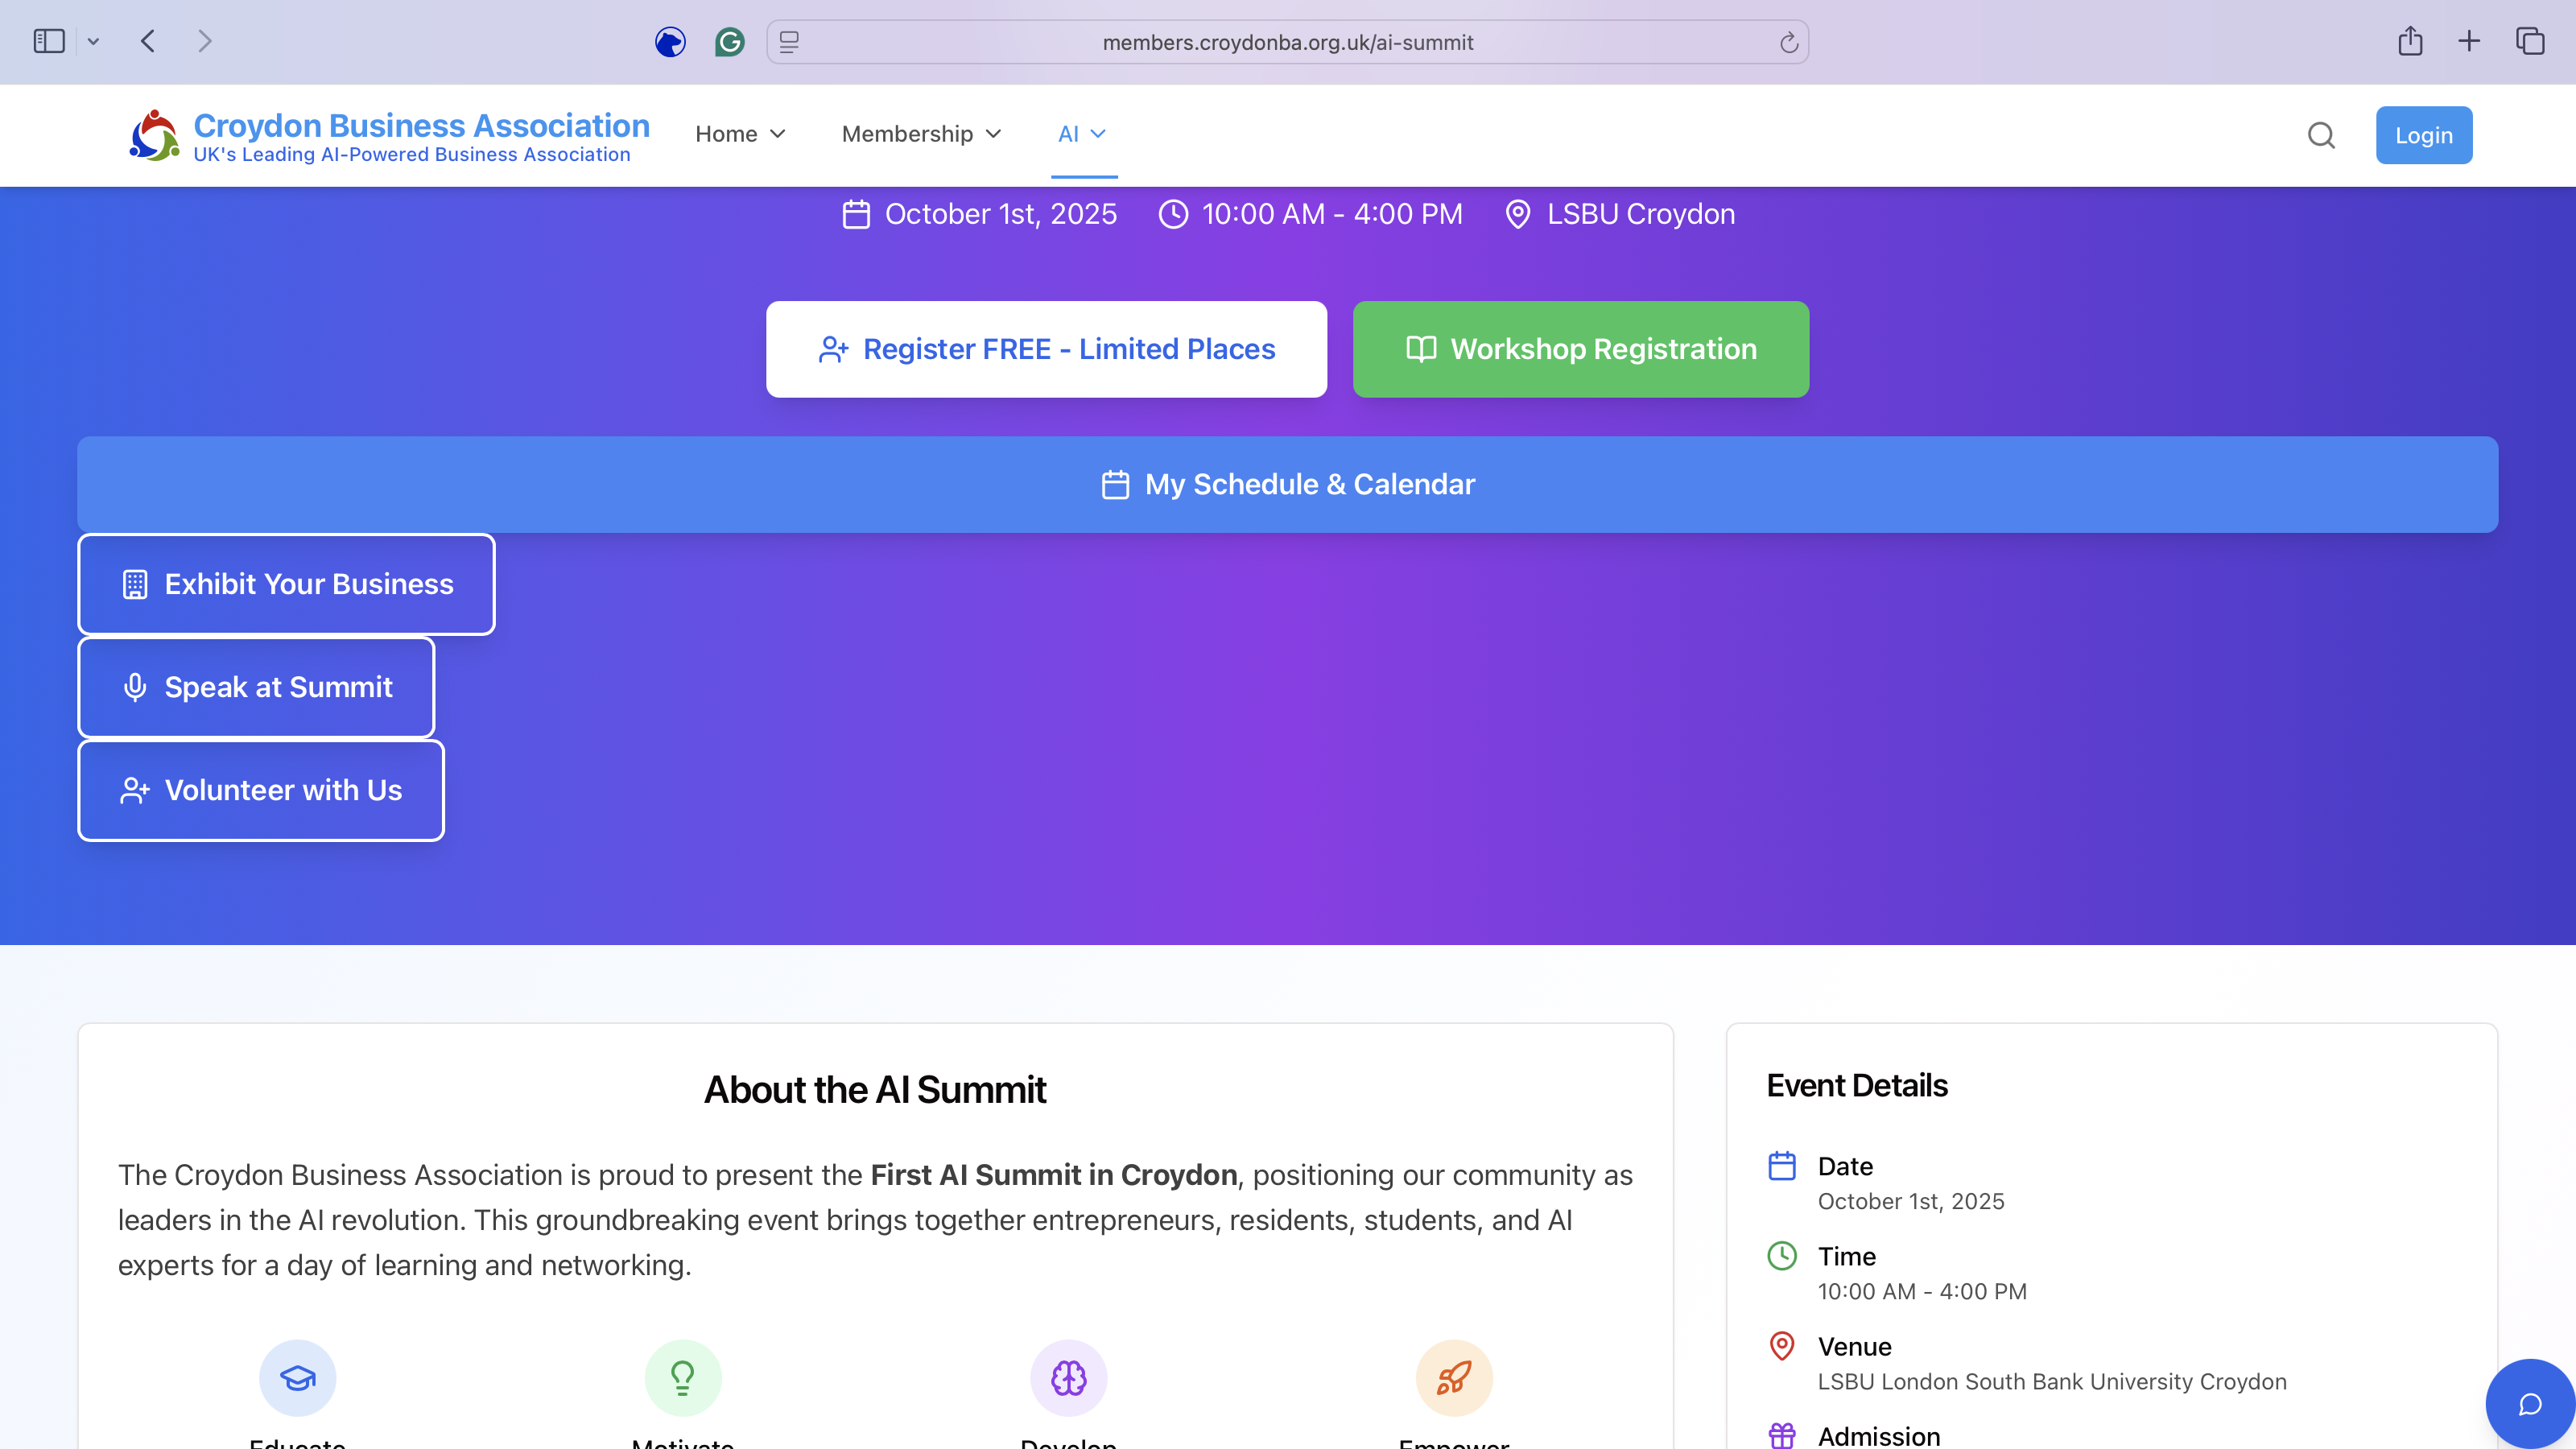 members.croydonba.org.uk/ai-summit
Croydon Business Association
UK's Leading AI-Powered Business Association
Home
Membership
AI
Login
October 1st, 2025
10:00 AM - 4:00 PM
LSBU Croydon
Register FREE - Limited Places
Workshop Registration
My Schedule & Calendar
Exhibit Your Business
Speak at Summit
Volunteer with Us
About the AI Summit
The Croydon Business Association is proud to present the First AI Summit in Croydon, positioning our community as
leaders in the AI revolution. This groundbreaking event brings together entrepreneurs, residents, students, and AI
experts for a day of learning and networking.
Educate
Motivate
Develop
Empower
Event Details
Date
October 1st, 2025
Time
10:00 AM - 4:00 PM
Venue
LSBU London South Bank University Croydon
Admission